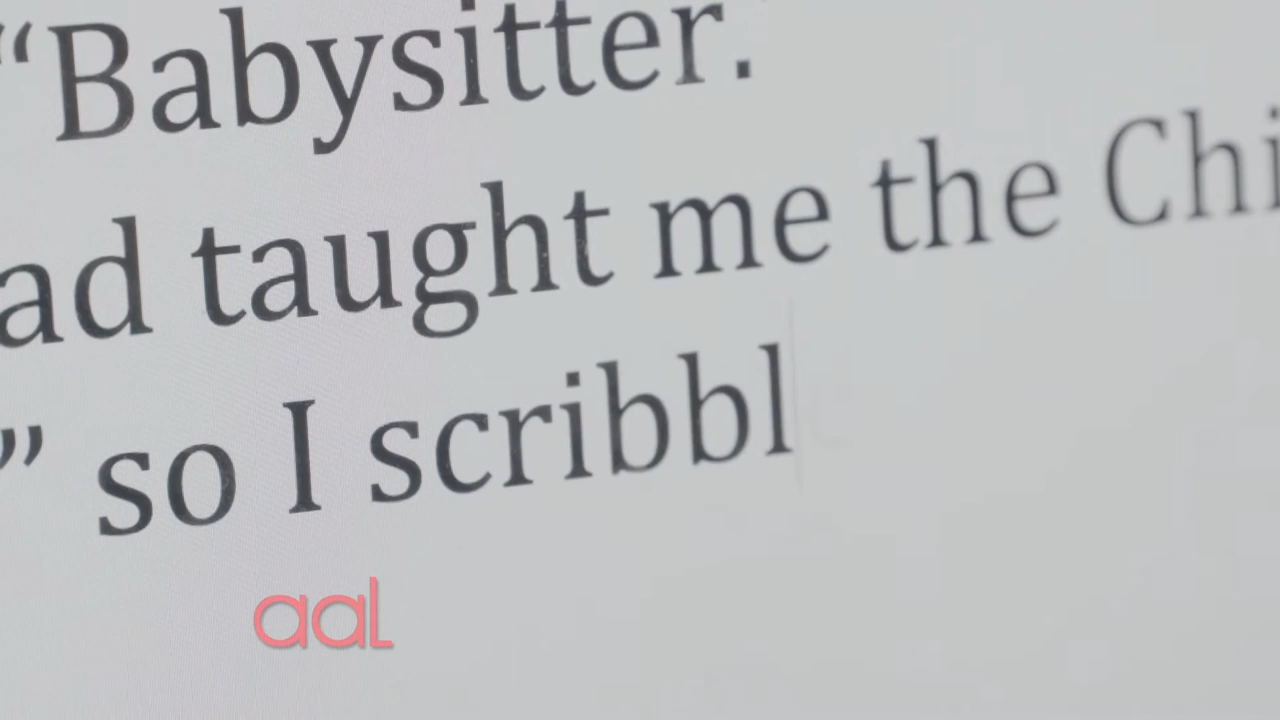 “Babysitter.
ad taught me the Chi
” so I scribbl
aaL